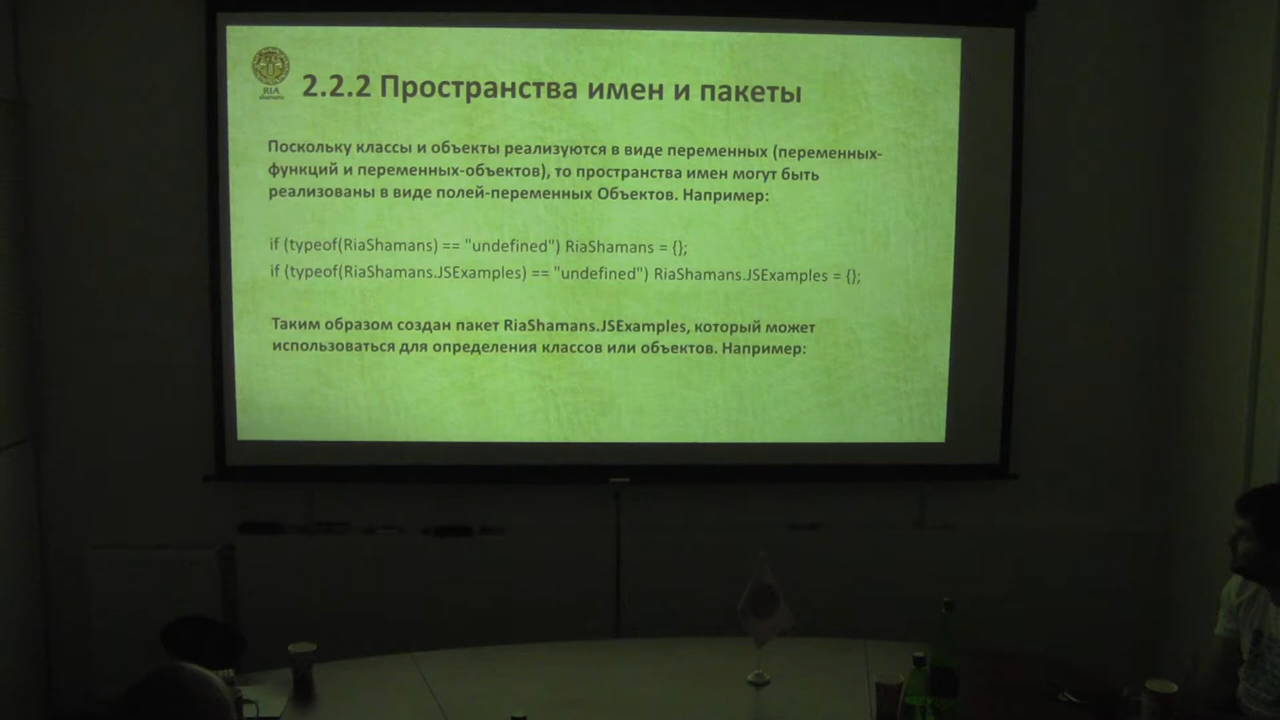 RIA
shamans
2.2.2 Пространства имен и пакеты
Поскольку классы и объекты реализуются в виде переменных (переменных-
функций и переменных-объектов), то пространства имен могут быть
реализованы в виде полей-переменных Объектов. Например:
if (typeof(RiaShamans) == "undefined") RiaShamans = {};
if (typeof(RiaShamans.JSExamples) == "undefined") RiaShamans.JSExamples = {};
Таким образом создан пакет RiaShamans.JSExamples, который может
использоваться для определения классов или объектов. Например: